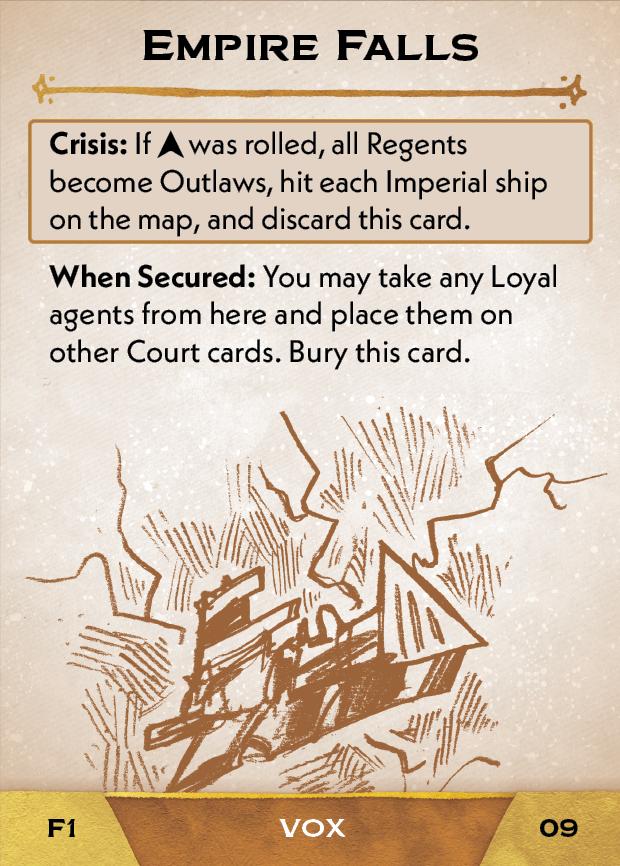 EMPIRE FALLS
Crisis: If was rolled, all Regents
become Outlaws, hit each Imperial ship
on the map, and discard this card.
When Secured: You may take any Loyal
agents from here and place them on
other Court cards. Bury this card.
F1 VOX 09